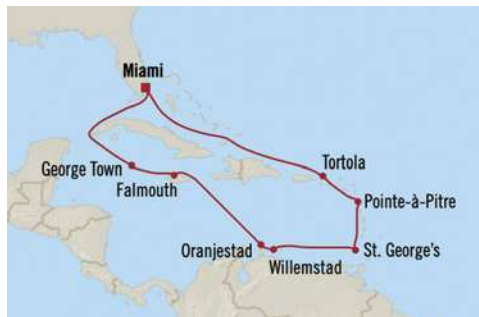 Miami
George Town
Falmouth
Tortola
Pointe-à-Pitre
Oranjestad
Willemstad
St. George's